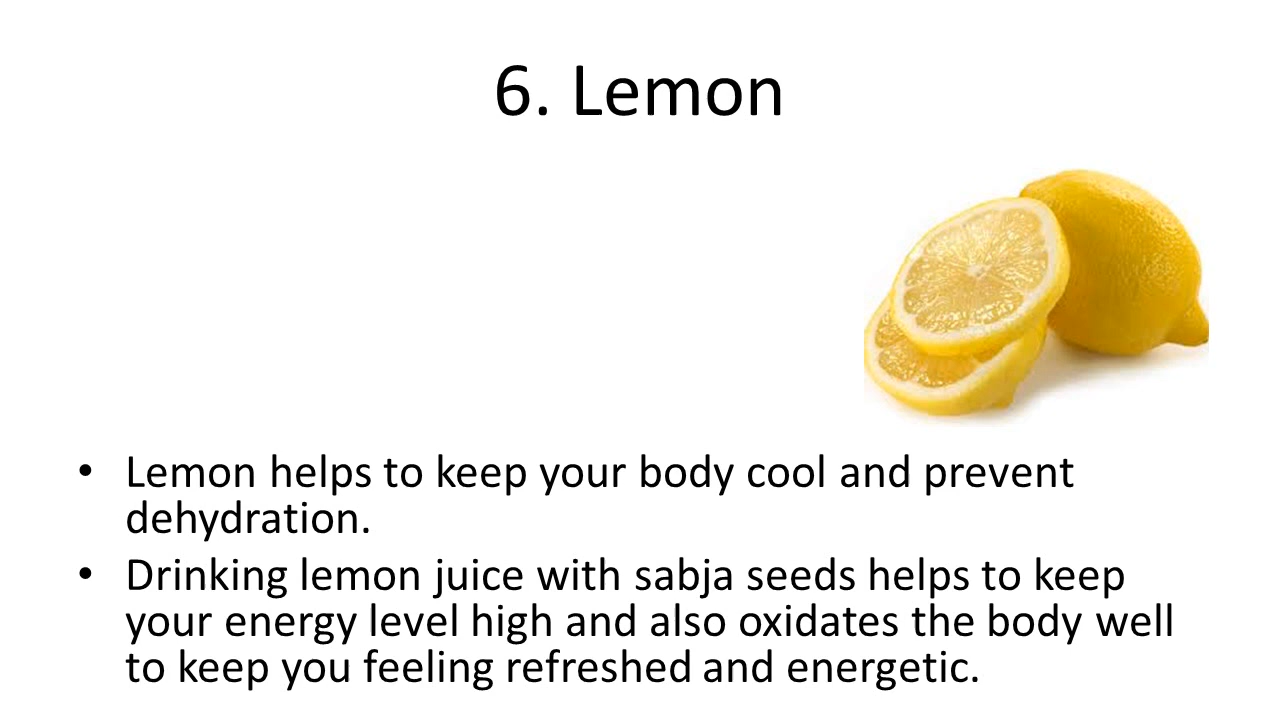 6. Lemon
• Lemon helps to keep your body cool and prevent
dehydration.
• Drinking lemon juice with sabja seeds helps to keep
your energy level high and also oxidates the body well
to keep you feeling refreshed and energetic.